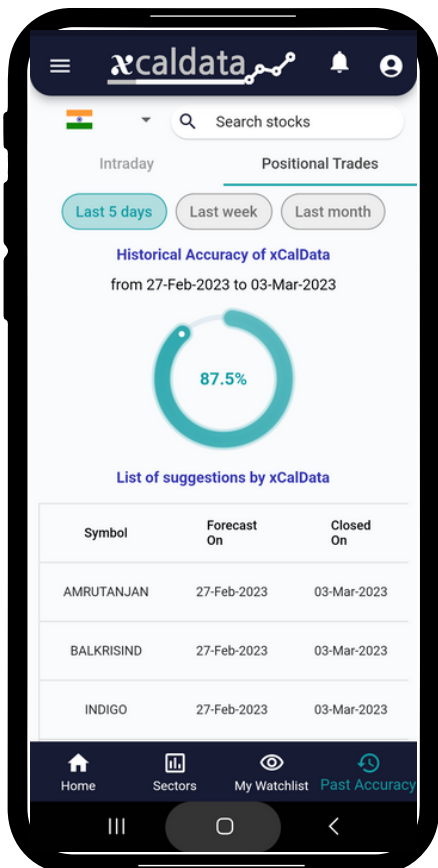 xcaldata
Search stocks
Intraday Positional Trades
Last 5 days Last week Last month
Historical Accuracy of xCalData
from 27-Feb-2023 to 03-Mar-2023
87.5%
List of suggestions by xCalData
Symbol Forecast On Closed On
AMRUTANJAN 27-Feb-2023 03-Mar-2023
BALKRISIND 27-Feb-2023 03-Mar-2023
INDIGO 27-Feb-2023 03-Mar-2023
Home Sectors My Watchlist Past Accuracy